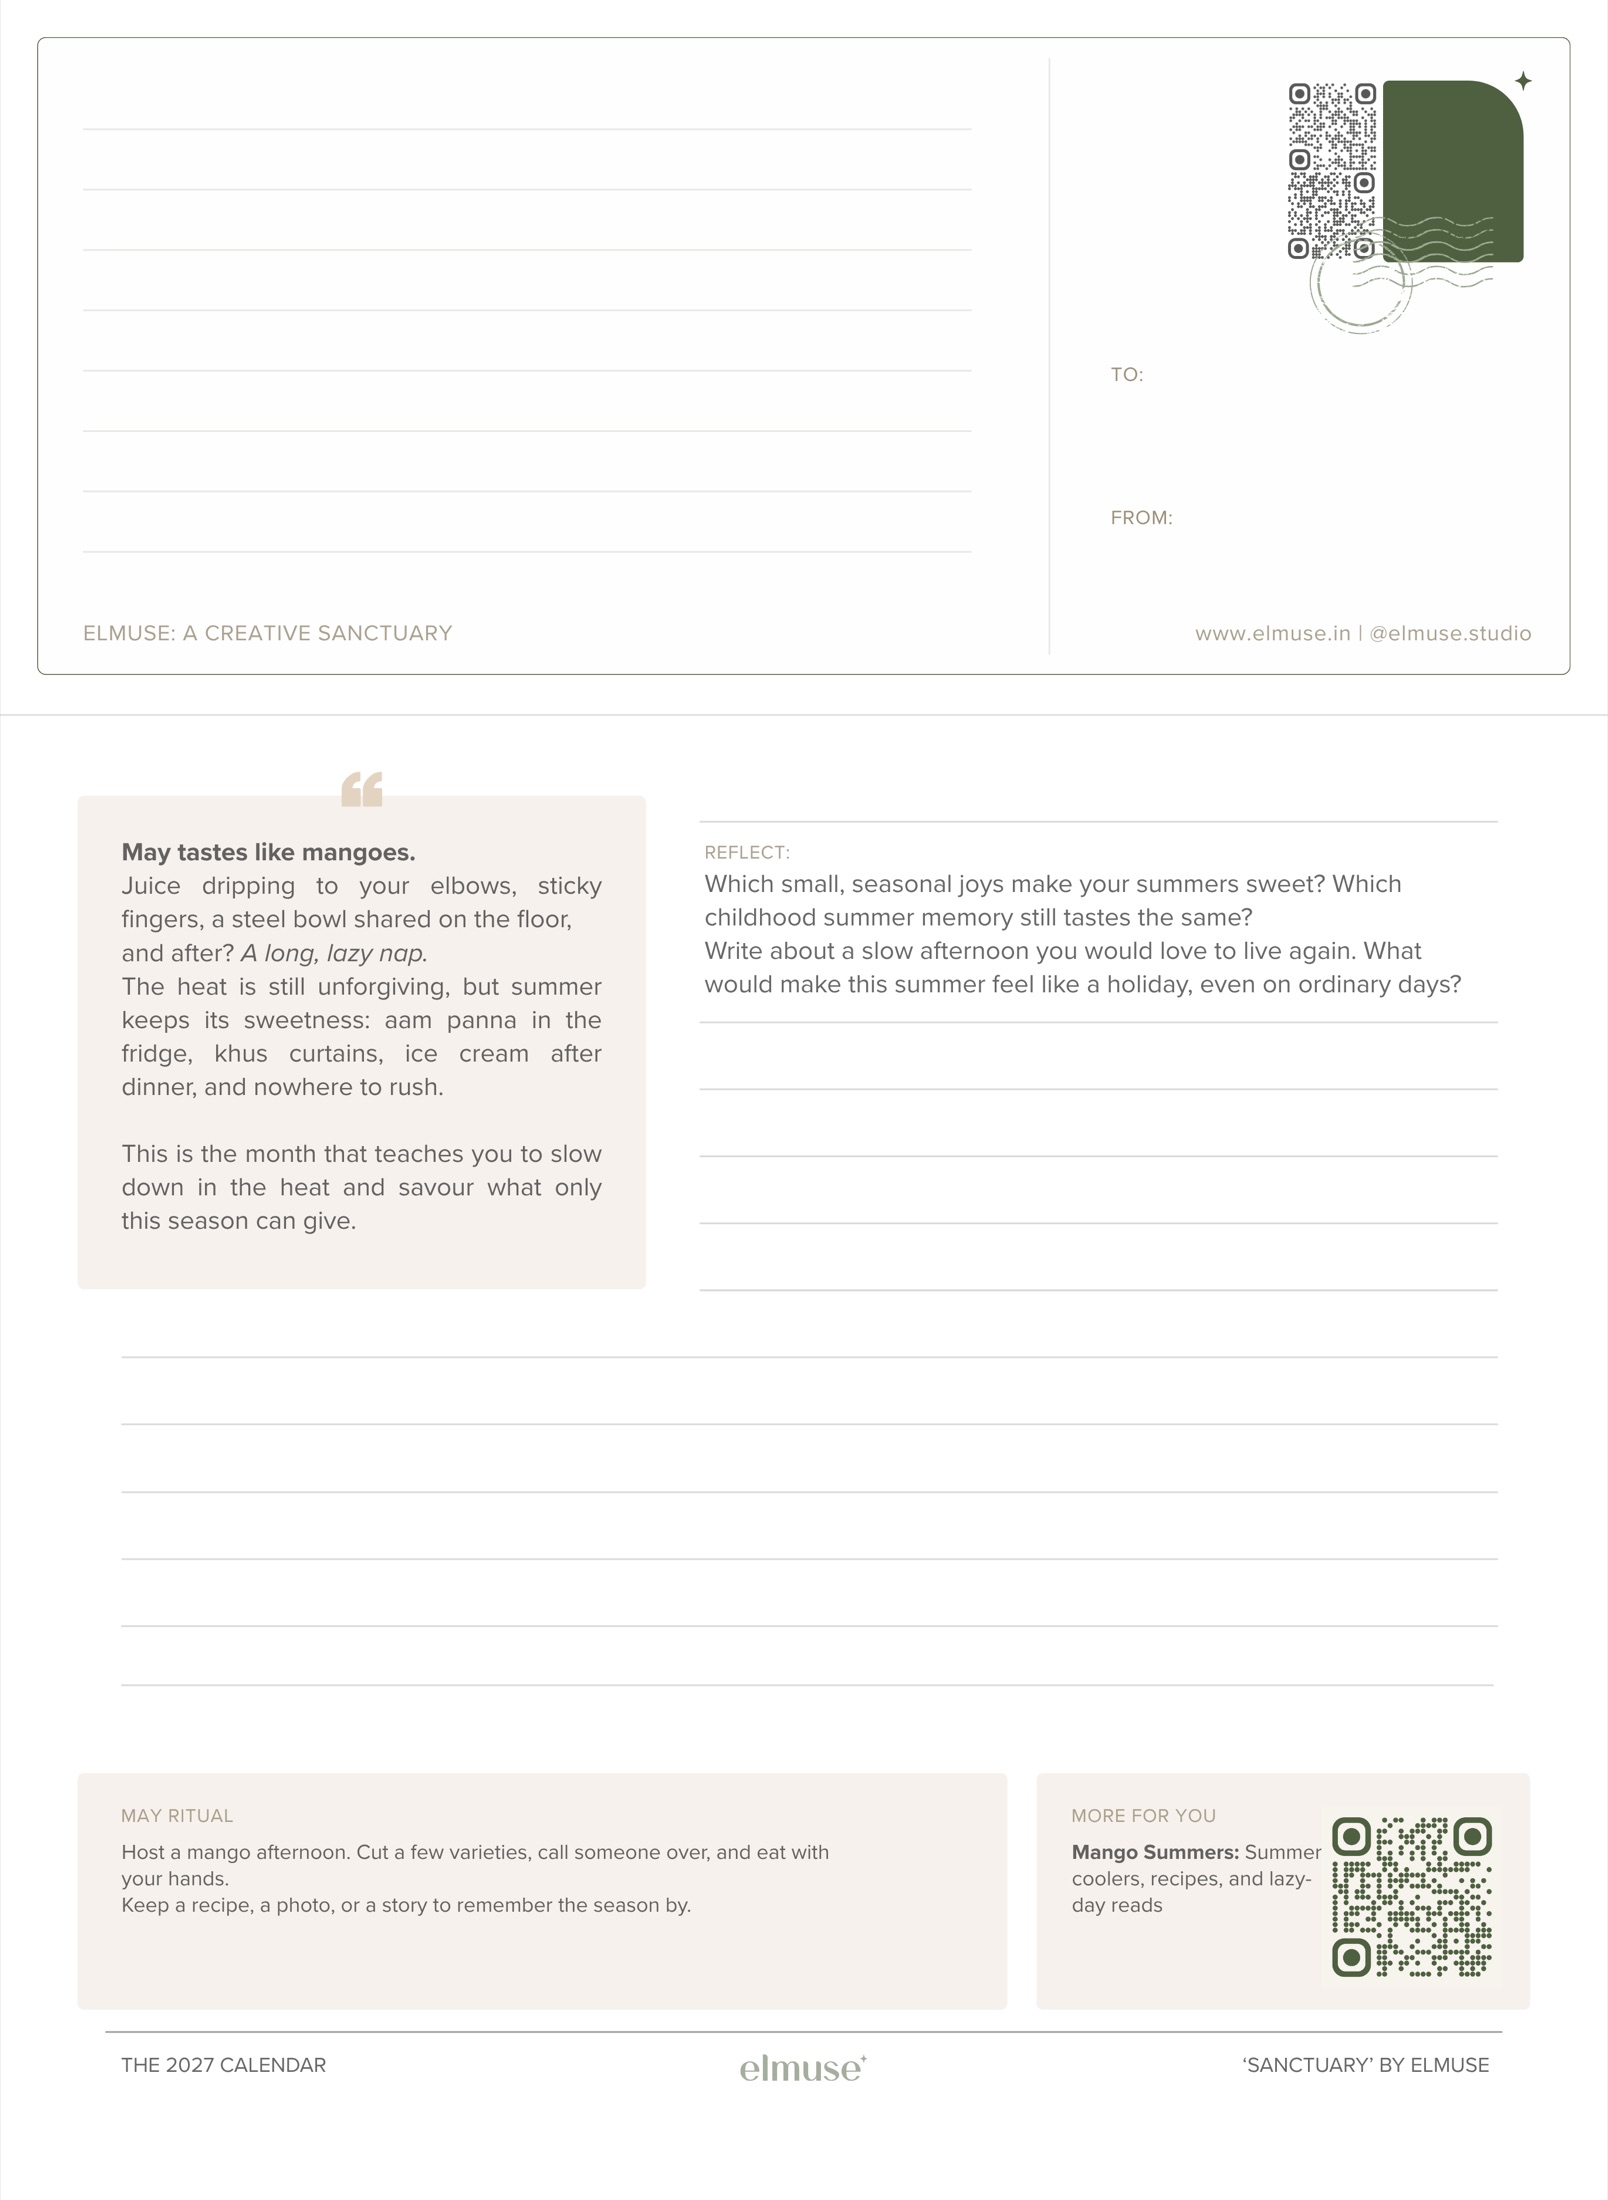 TO:
FROM:
ELMUSE: A CREATIVE SANCTUARY
www.elmuse.in | @elmuse.studio
May tastes like mangoes.
Juice dripping to your elbows, sticky
fingers, a steel bowl shared on the floor,
and after? A long, lazy nap.
The heat is still unforgiving, but summer
keeps its sweetness: aam panna in the
fridge, khus curtains, ice cream after
dinner, and nowhere to rush.
This is the month that teaches you to slow
down in the heat and savour what only
this season can give.
REFLECT:
Which small, seasonal joys make your summers sweet? Which
childhood summer memory still tastes the same?
Write about a slow afternoon you would love to live again. What
would make this summer feel like a holiday, even on ordinary days?
MAY RITUAL
Host a mango afternoon. Cut a few varieties, call someone over, and eat with
your hands.
Keep a recipe, a photo, or a story to remember the season by.
MORE FOR YOU
Mango Summers: Summer
coolers, recipes, and lazy-
day reads
THE 2027 CALENDAR
elmuse
‘SANCTUARY’ BY ELMUSE